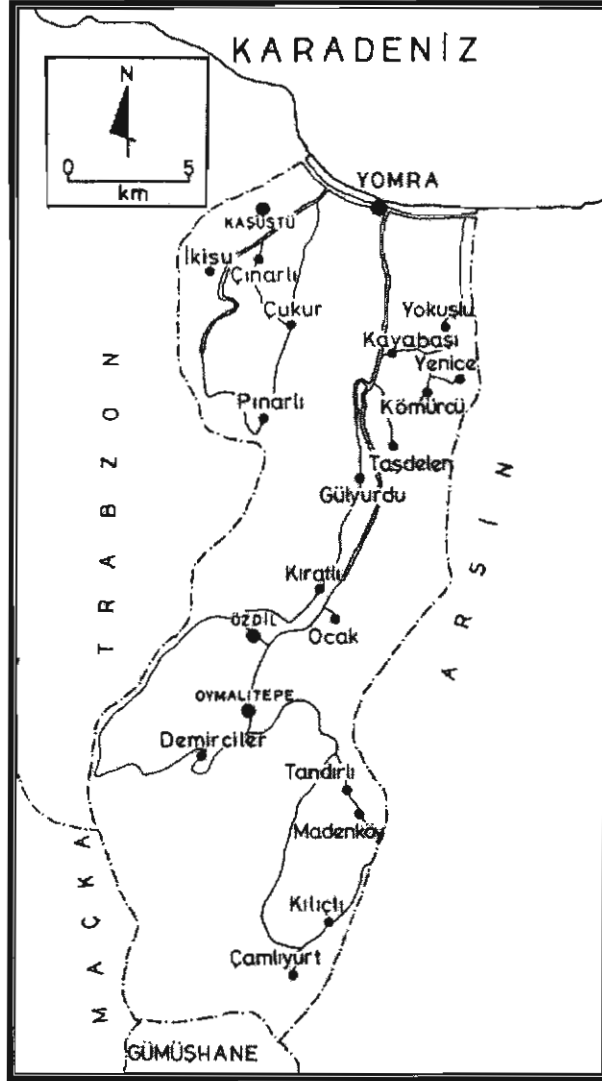 KARADENİZ
N
0 5
km
YOMRA
KAŞÜSTÜ
İkisu
Çınarlı
Çukur
Yokuşlu
Kayabaşı
Yenice
Pınarlı
Kömürcü
Taşdelen
Gülyurdu
TRABZON
ARSİN
Kıratlı
ÖZDİL
Ocak
OYMALITEPE
Demirciler
Tandırlı
Madenköy
MAÇKA
Kılıçlı
Çamlıyurt
GÜMÜŞHANE